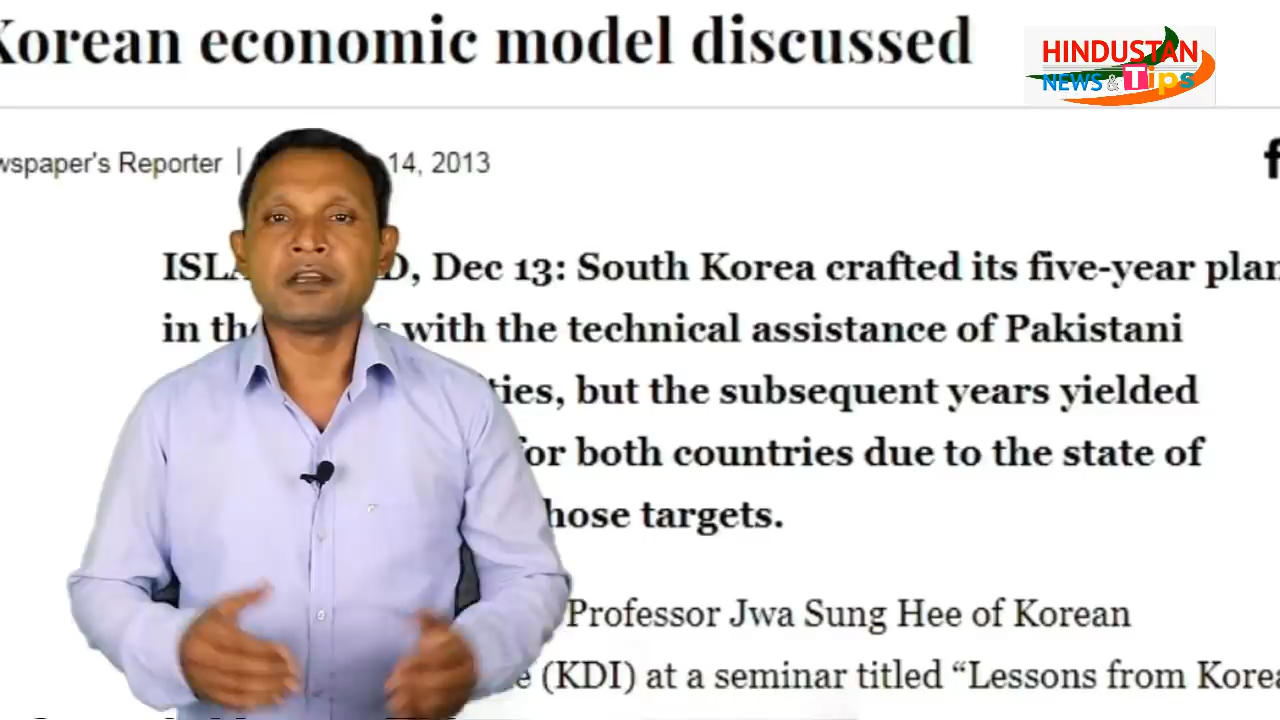 Korean economic model discussed
HINDUSTAN
NEWS & Tips
wspaper's Reporter | 14, 2013
f
ISLA D, Dec 13: South Korea crafted its five-year plan
in the s with the technical assistance of Pakistani
ties, but the subsequent years yielded
for both countries due to the state of
hose targets.
Professor Jwa Sung Hee of Korean
e (KDI) at a seminar titled “Lessons from Korea